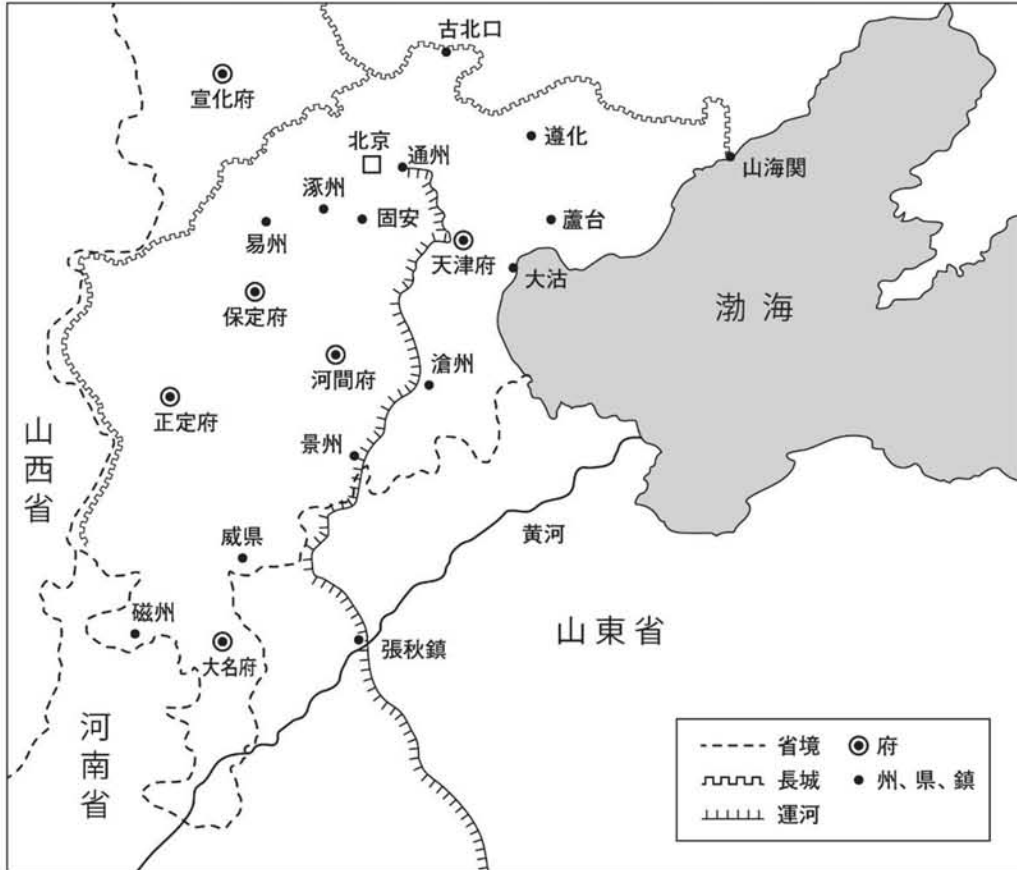 古北口
宣化府
遵化
北京
通州
山海関
涿州
固安
蘆台
易州
天津府
大沽
保定府
渤海
河間府
滄州
正定府
山西省
景州
黄河
威県
磁州
大名府
張秋鎮
山東省
河南省
省境
府
長城
州、県、鎮
運河